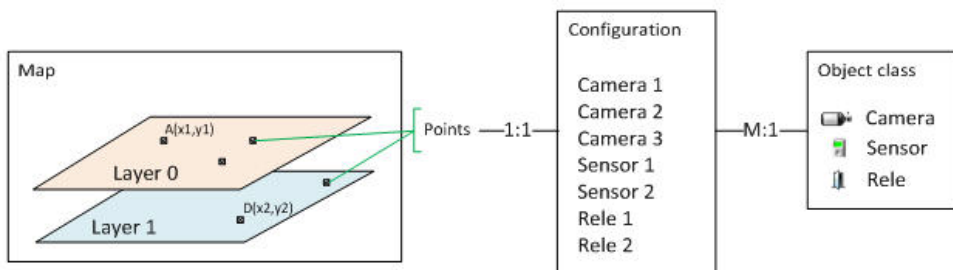 Map
A(x1,y1)
Layer 0
D(x2,y2)
Layer 1
Points
1:1
Configuration
Camera 1
Camera 2
Camera 3
Sensor 1
Sensor 2
Rele 1
Rele 2
M:1
Object class
Camera
Sensor
Rele